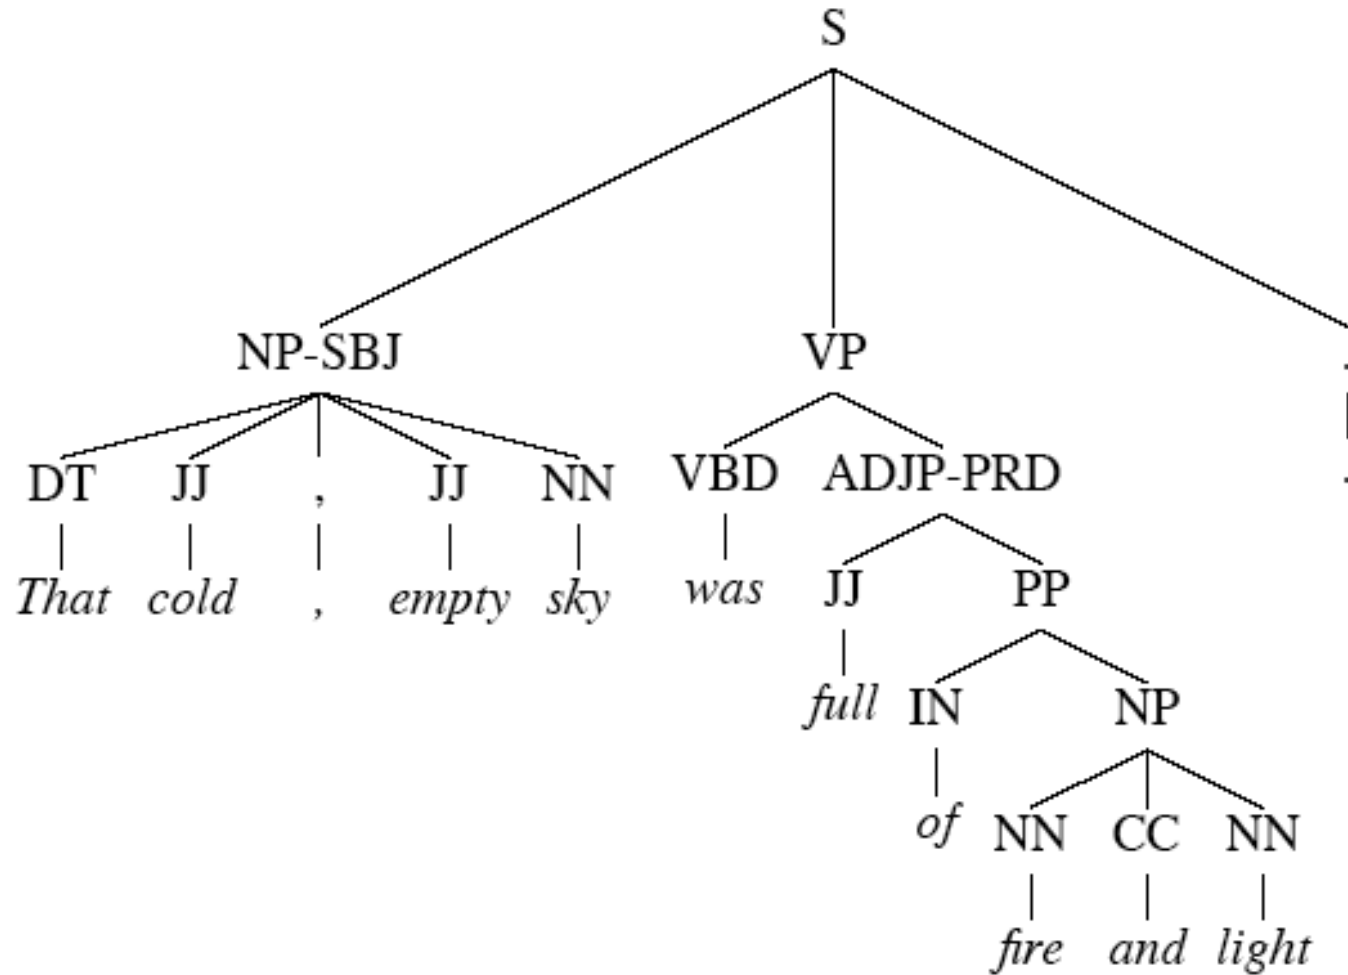 S
NP-SBJ VP .
DT JJ , JJ NN VBD ADJP-PRD .
That cold , empty sky was JJ PP
full IN NP
of NN CC NN
fire and light